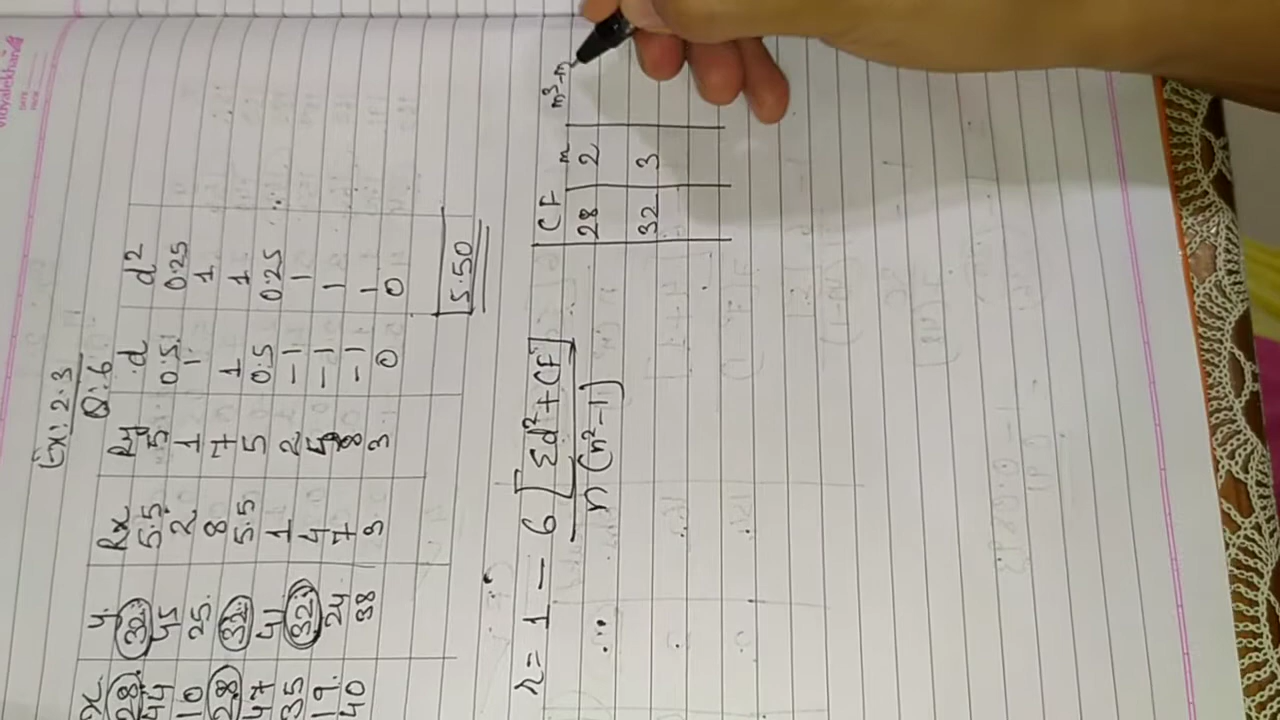 Vidyalekhan
DATE
PAGE
Ex: 2.3
Q:6
x y Rx Ry d d²
28 32 5.5 5 0.5 0.25
44 45 2 1 1 1
10 25 8 7 1 1
28 32 5.5 5 0.5 0.25
47 41 1 2 -1 1
35 32 4 5 -1 1
19 24 7 8 -1 1
40 38 3 3 0 0
5.50
r = 1 - 6 [Σd² + CF]
n (n² - 1)
CF m m³-m
28 2
32 3